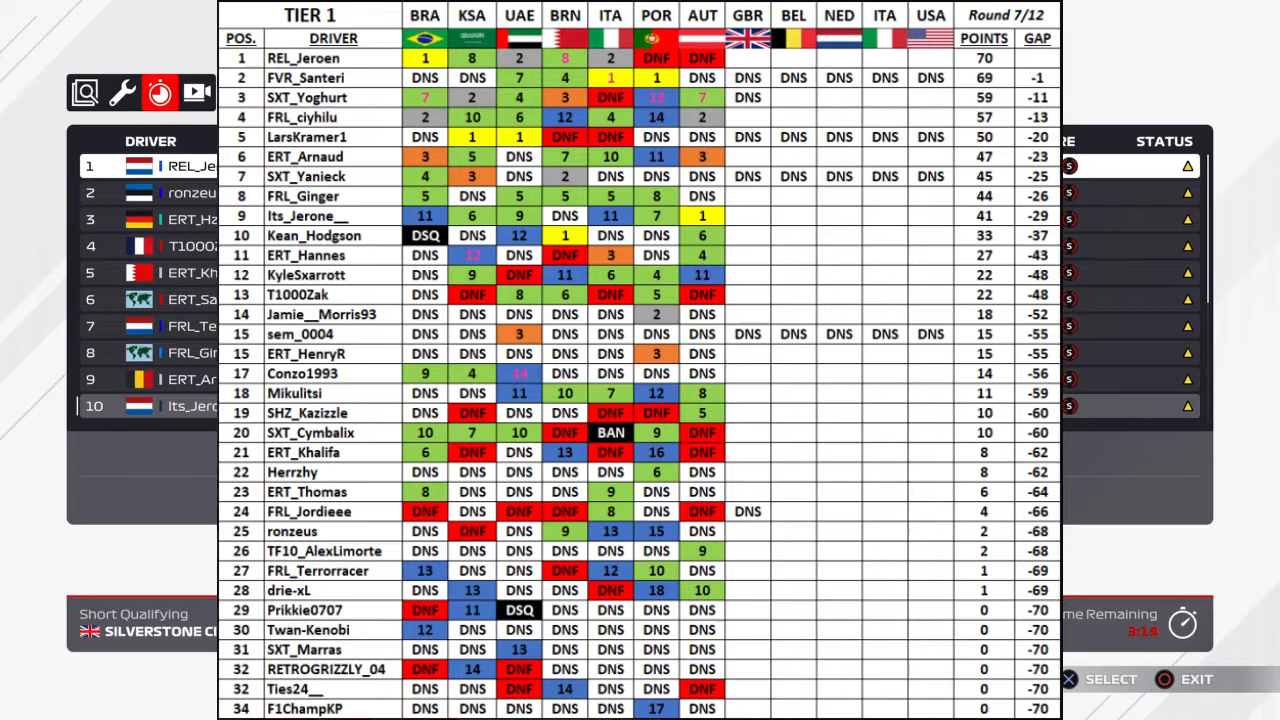 TIER 1 BRA KSA UAE BRN ITA POR AUT GBR BEL NED ITA USA Round 7/12
POS. DRIVER POINTS GAP
1 REL_Jeroen 1 8 2 8 2 DNF DNF 70
2 FVR_Santeri DNS DNS 7 4 1 1 DNS DNS DNS DNS DNS DNS 69 -1
3 SXT_Yoghurt 7 2 4 3 DNF 13 7 DNS 59 -11
4 FRL_ciyhilu 2 10 6 12 4 14 2 57 -13
5 LarsKramer1 DNS 1 1 DNF DNF DNS DNS DNS DNS DNS DNS DNS 50 -20
6 ERT_Arnaud 3 5 DNS 7 10 11 3 47 -23
7 SXT_Yanieck 4 3 DNS 2 DNS DNS DNS 45 -25
8 FRL_Ginger 5 DNS 5 5 5 8 DNS 44 -26
9 Its_Jerone__ 11 6 9 DNS 11 7 1 41 -29
10 Kean_Hodgson DSQ DNS 12 1 DNS DNS 6 33 -37
11 ERT_Hannes DNS 12 DNS DNF 3 DNS 4 27 -43
12 KyleSxarrott DNS 9 DNF 11 6 4 11 22 -48
13 T1000Zak DNS DNF 8 6 DNF 5 DNF 22 -48
14 Jamie__Morris93 DNS DNS DNS DNS DNS 2 DNS 18 -52
15 sem_0004 DNS DNS 3 DNS DNS DNS DNS DNS DNS DNS DNS DNS 15 -55
15 ERT_HenryR DNS DNS DNS DNS DNS 3 DNS 15 -55
17 Conzo1993 9 4 14 DNS DNS DNS DNS 14 -56
18 Mikulitsi DNS DNS 11 10 7 12 8 11 -59
19 SHZ_Kazizzle DNS DNF DNS DNS DNF DNF 5 10 -60
20 SXT_Cymbalix 10 7 10 DNF BAN 9 DNF 10 -60
21 ERT_Khalifa 6 DNF DNS 13 DNF 16 DNF 8 -62
22 Herrzhy DNS DNS DNS DNS DNS 6 DNS 8 -62
23 ERT_Thomas 8 DNS DNS DNS 9 DNS DNS 6 -64
24 FRL_Jordieee DNF DNS DNF DNF 8 DNS DNF DNS 4 -66
25 ronzeus DNS DNF DNS 9 13 15 DNS 2 -68
26 TF10_AlexLimorte DNS DNS DNS DNS DNS DNS 9 2 -68
27 FRL_Terrorracer 13 DNS DNS DNF 12 10 DNS 1 -69
28 drie-xL DNS 13 DNS DNS DNF 18 10 1 -69
29 Prikkie0707 DNF 11 DSQ DNS DNS DNS DNS 0 -70
30 Twan-Kenobi 12 DNS DNS DNS DNS DNS DNS 0 -70
31 SXT_Marras DNS DNS 13 DNS DNS DNS DNS 0 -70
32 RETROGRIZZLY_04 DNF 14 DNF DNS DNS DNS DNS 0 -70
32 Ties24__ DNS DNS DNF 14 DNS DNS DNF 0 -70
34 F1ChampKP DNS DNS DNS DNS DNS 17 DNS 0 -70
DRIVER
1 REL_Je
2 ronzeu
3 ERT_Ha
4 T1000Z
5 ERT_Kh
6 ERT_Sa
7 FRL_Te
8 FRL_Gin
9 ERT_Ar
10 Its_Jero
Short Qualifying
SILVERSTONE CI
RE STATUS
S
S
S
S
S
S
S
S
S
S
me Remaining
3:13
SELECT EXIT